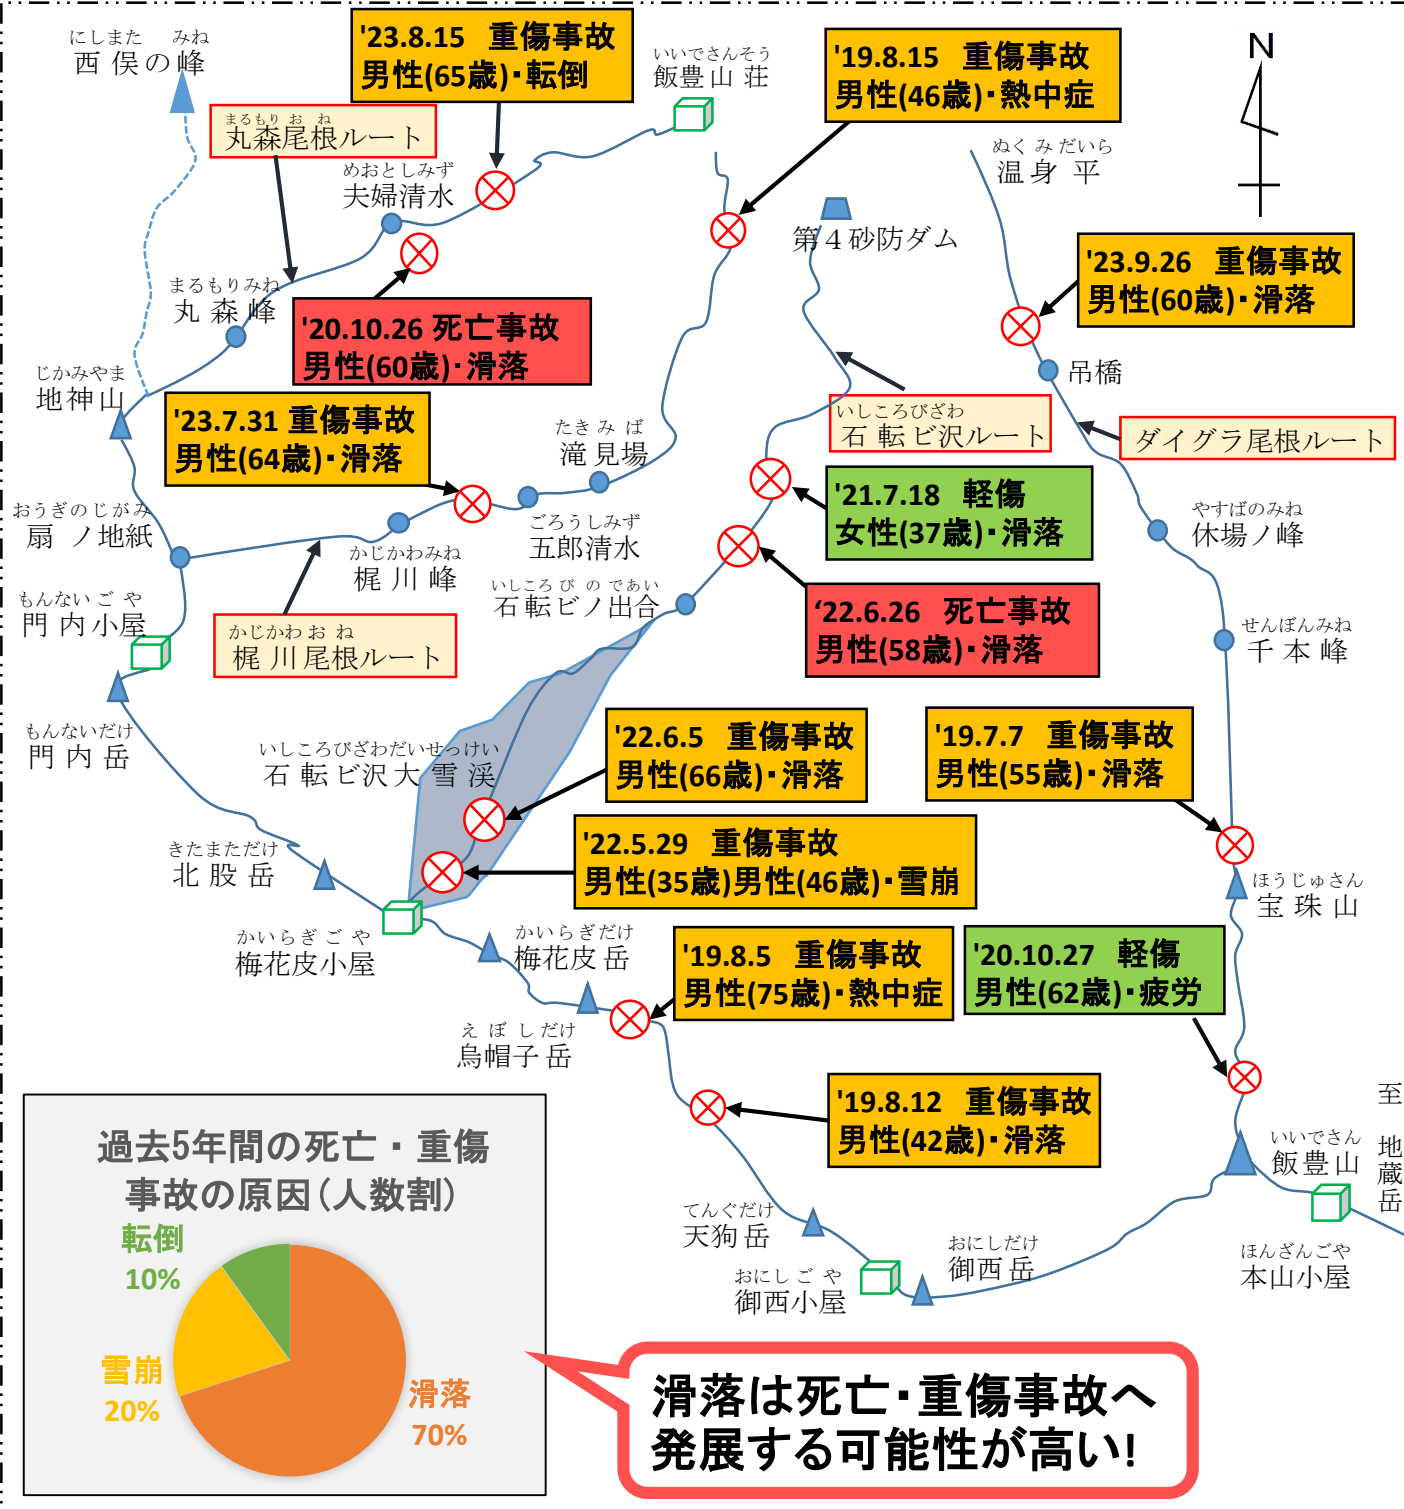 にしまた みね
西俣の峰
'23.8.15 重傷事故
男性(65歳)・転倒
いいでさんそう
飯豊山荘
'19.8.15 重傷事故
男性(46歳)・熱中症
N
まるもり お ね
丸森尾根ルート
めおとしみず
夫婦清水
ぬくみだいら
温身平
第４砂防ダム
'23.9.26 重傷事故
男性(60歳)・滑落
まるもりみね
丸森峰
'20.10.26 死亡事故
男性(60歳)・滑落
じかみやま
地神山
吊橋
'23.7.31 重傷事故
男性(64歳)・滑落
いしころびざわ
石転ビ沢ルート
ダイグラ尾根ルート
たきみば
滝見場
'21.7.18 軽傷
女性(37歳)・滑落
おうぎのじがみ
扇ノ地紙
ごろうしみず
五郎清水
やすばのみね
休場ノ峰
かじかわみね
梶川峰
いしころびのであい
石転ビノ出合
'22.6.26 死亡事故
男性(58歳)・滑落
もんないごや
門内小屋
かじかわおね
梶川尾根ルート
せんぼんみね
千本峰
もんないだけ
門内岳
いしころびざわだいせっけい
石転ビ沢大雪渓
'22.6.5 重傷事故
男性(66歳)・滑落
'19.7.7 重傷事故
男性(55歳)・滑落
'22.5.29 重傷事故
男性(35歳)男性(46歳)・雪崩
きたまただけ
北股岳
ほうじゅさん
宝珠山
かいらぎごや
梅花皮小屋
かいらぎだけ
梅花皮岳
'19.8.5 重傷事故
男性(75歳)・熱中症
'20.10.27 軽傷
男性(62歳)・疲労
えぼしだけ
烏帽子岳
'19.8.12 重傷事故
男性(42歳)・滑落
いいでさん
飯豊山
至 地蔵岳
てんぐだけ
天狗岳
おにしごや
御西小屋
おにしだけ
御西岳
ほんざんごや
本山小屋
過去5年間の死亡・重傷
事故の原因（人数割）
転倒
10%
雪崩
20%
滑落
70%
滑落は死亡・重傷事故へ
発展する可能性が高い!